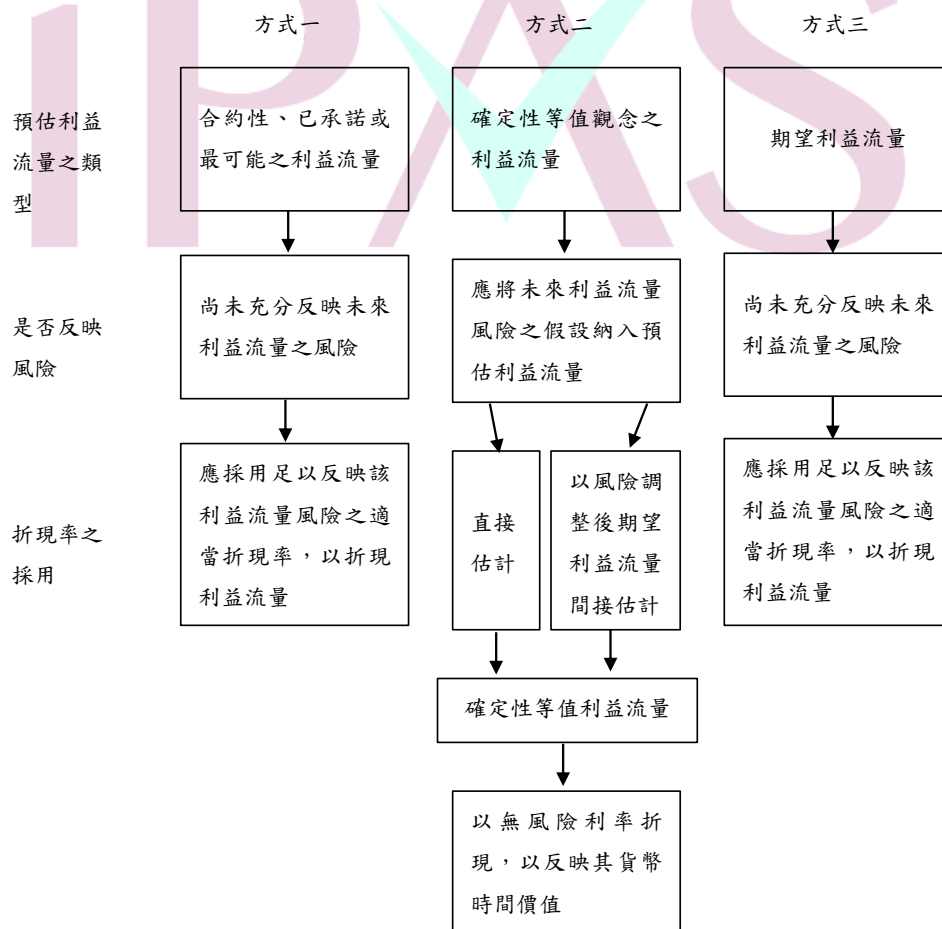 IPAS
方式一
方式二
方式三
預估利益
流量之類
型
合約性、已承諾或
最可能之利益流量
確定性等值觀念之
利益流量
期望利益流量
是否反映
風險
尚未充分反映未來
利益流量之風險
應將未來利益流量
風險之假設納入預
估利益流量
尚未充分反映未來
利益流量之風險
折現率之
採用
應採用足以反映該
利益流量風險之適
當折現率，以折現
利益流量
直接
估計
以風險調
整後期望
利益流量
間接估計
應採用足以反映該
利益流量風險之適
當折現率，以折現
利益流量
確定性等值利益流量
以無風險利率折
現，以反映其貨幣
時間價值